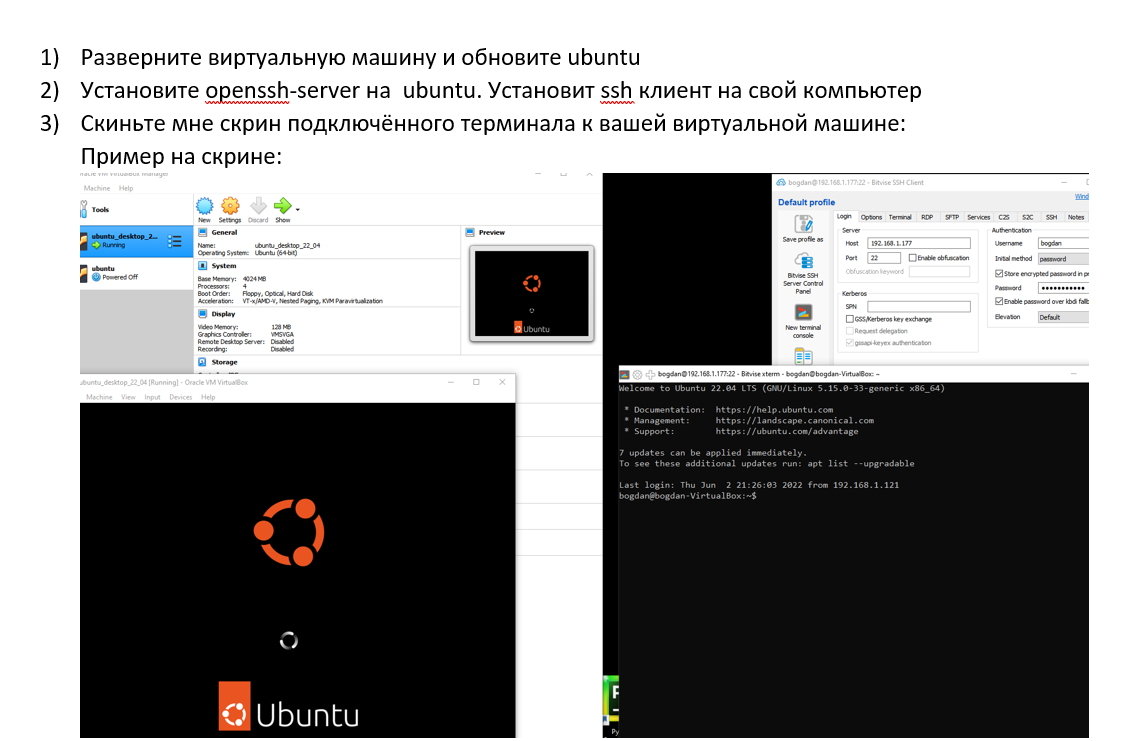 1) Разверните виртуальную машину и обновите ubuntu
2) Установите openssh-server на ubuntu. Установит ssh клиент на свой компьютер
3) Скиньте мне скрин подключённого терминала к вашей виртуальной машине:
Пример на скрине:
Machine Help
Tools
New Settings Discard Show
ubuntu_desktop_2...
Running
ubuntu
Powered Off
General
Name: ubuntu_desktop_22_04
Operating System: Ubuntu (64-bit)
System
Base Memory: 4024 MB
Processors: 4
Boot Order: Floppy, Optical, Hard Disk
Acceleration: VT-x/AMD-V, Nested Paging, KVM Paravirtualization
Display
Video Memory: 128 MB
Graphics Controller: VMSVGA
Remote Desktop Server: Disabled
Recording: Disabled
Storage
Preview
Ubuntu
bogdan@192.168.1.177:22 - Bitvise SSH Client
Default profile
Save profile as
Bitvise SSH
Server Control
Panel
New terminal
console
Login Options Terminal RDP SFTP Services C2S S2C SSH Notes
Server
Host 192.168.1.177
Port 22 Enable obfuscation
Obfuscation keyword
Kerberos
SPN
GSS/Kerberos key exchange
Request delegation
gssapi-keyex authentication
Authentication
Username bogdan
Initial method password
Store encrypted password in
Password
Enable password over kbdi
Elevation Default
ubuntu_desktop_22_04 [Running] - Oracle VM VirtualBox
Machine View Input Devices Help
Ubuntu
bogdan@192.168.1.177:22 - Bitvise xterm - bogdan@bogdan-VirtualBox: ~
Welcome to Ubuntu 22.04 LTS (GNU/Linux 5.15.0-33-generic x86_64)
* Documentation: https://help.ubuntu.com
* Management: https://landscape.canonical.com
* Support: https://ubuntu.com/advantage
7 updates can be applied immediately.
To see these additional updates run: apt list --upgradable
Last login: Thu Jun 2 21:26:03 2022 from 192.168.1.121
bogdan@bogdan-VirtualBox:~$